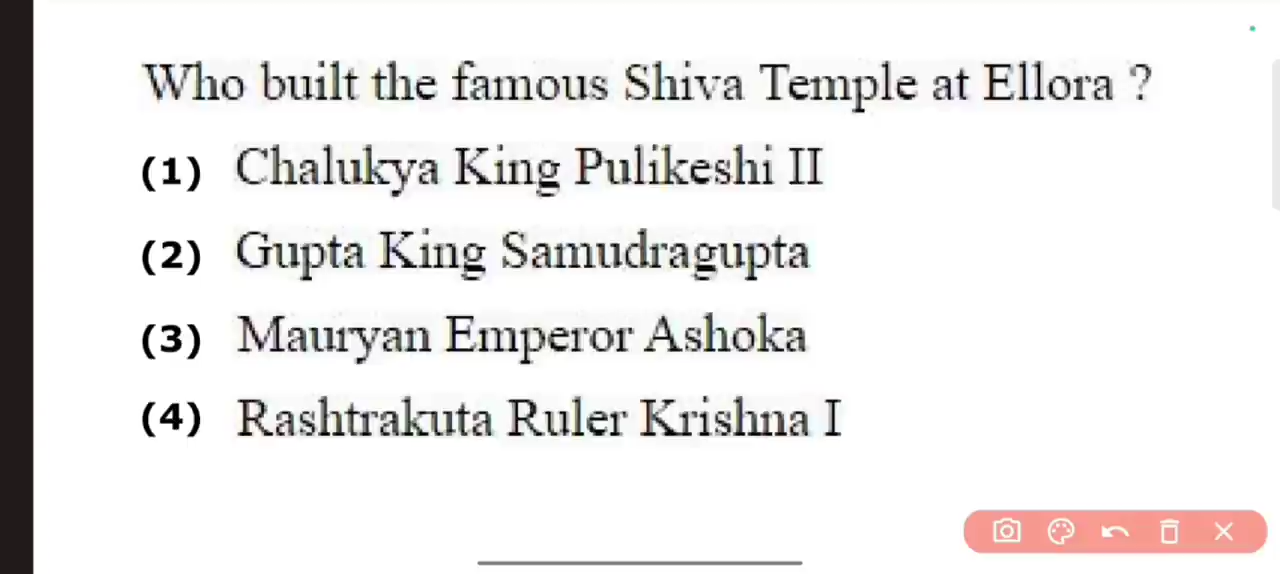 Who built the famous Shiva Temple at Ellora ?
(1) Chalukya King Pulikeshi II
(2) Gupta King Samudragupta
(3) Mauryan Emperor Ashoka
(4) Rashtrakuta Ruler Krishna I